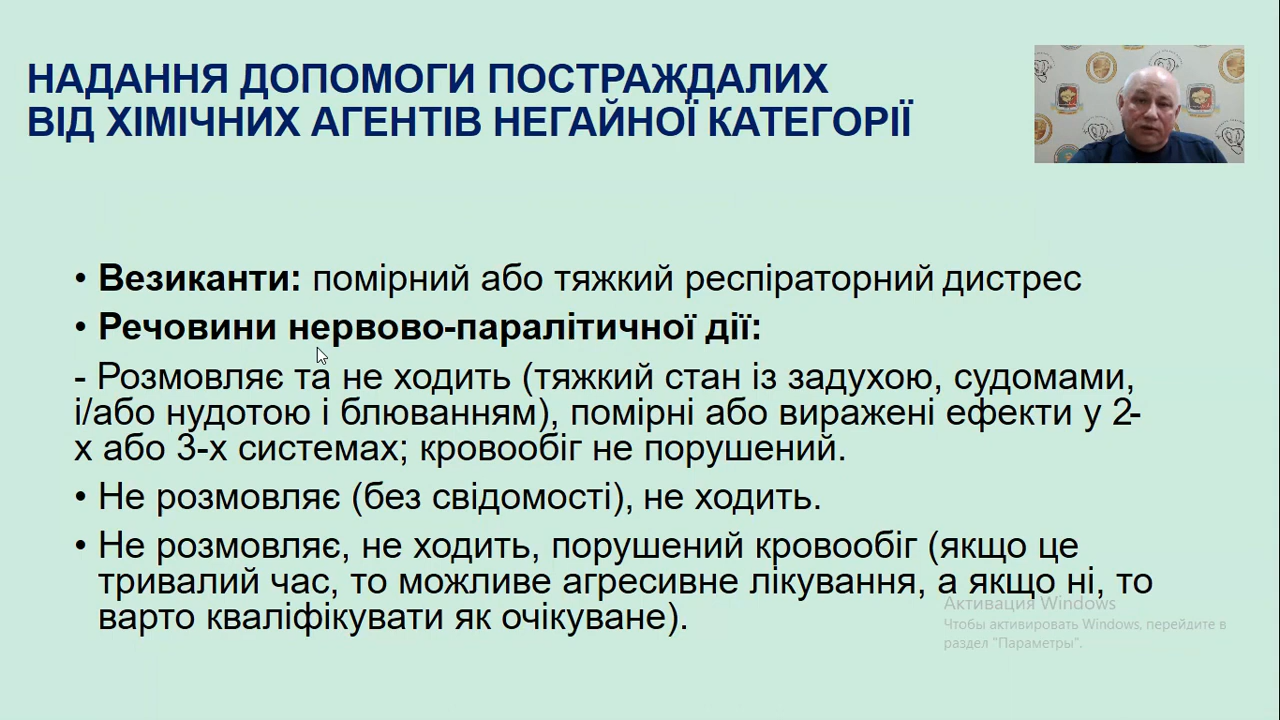 НАДАННЯ ДОПОМОГИ ПОСТРАЖДАЛИХ
ВІД ХІМІЧНИХ АГЕНТІВ НЕГАЙНОЇ КАТЕГОРІЇ
• Везиканти: помірний або тяжкий респіраторний дистрес
• Речовини нервово-паралітичної дії:
- Розмовляє та не ходить (тяжкий стан із задухою, судомами,
і/або нудотою і блюванням), помірні або виражені ефекти у 2-
х або 3-х системах; кровообіг не порушений.
• Не розмовляє (без свідомості), не ходить.
• Не розмовляє, не ходить, порушений кровообіг (якщо це
тривалий час, то можливе агресивне лікування, а якщо ні, то
варто кваліфікувати як очікуване).
Активация Windows
Чтобы активировать Windows, перейдите в
раздел "Параметры".